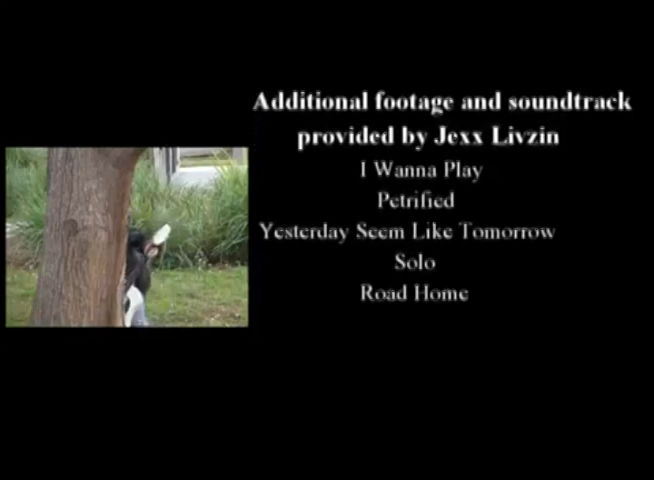 Additional footage and soundtrack
provided by Jexx Livzin
I Wanna Play
Petrified
Yesterday Seem Like Tomorrow
Solo
Road Home